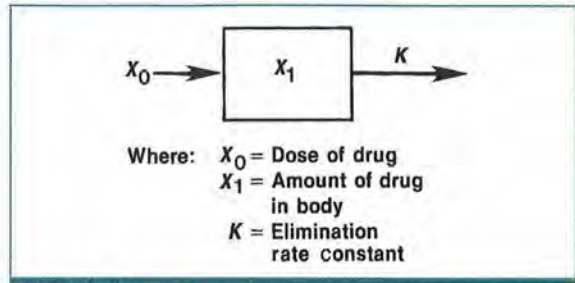 X₀ X₁ K
Where: X₀ = Dose of drug
X₁ = Amount of drug
in body
K = Elimination
rate constant